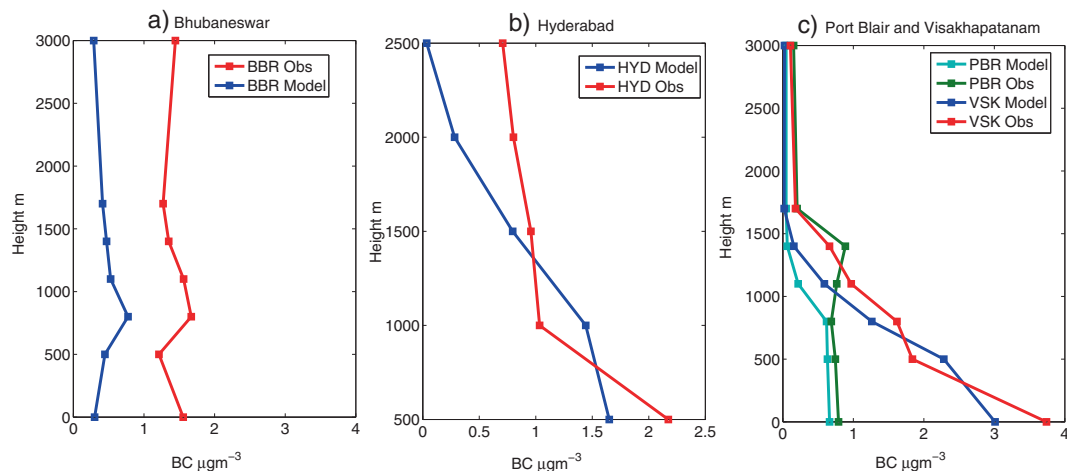 a) Bhubaneswar
3000
2500
2000
1500
1000
500
0
Height m
0 1 2 3 4
BC µgm⁻³
BBR Obs
BBR Model
b) Hyderabad
2500
2000
1500
1000
500
Height m
0 0.5 1 1.5 2 2.5
BC µgm⁻³
HYD Model
HYD Obs
c) Port Blair and Visakhapatanam
3000
2500
2000
1500
1000
500
0
Height m
0 1 2 3 4
BC µgm⁻³
PBR Model
PBR Obs
VSK Model
VSK Obs